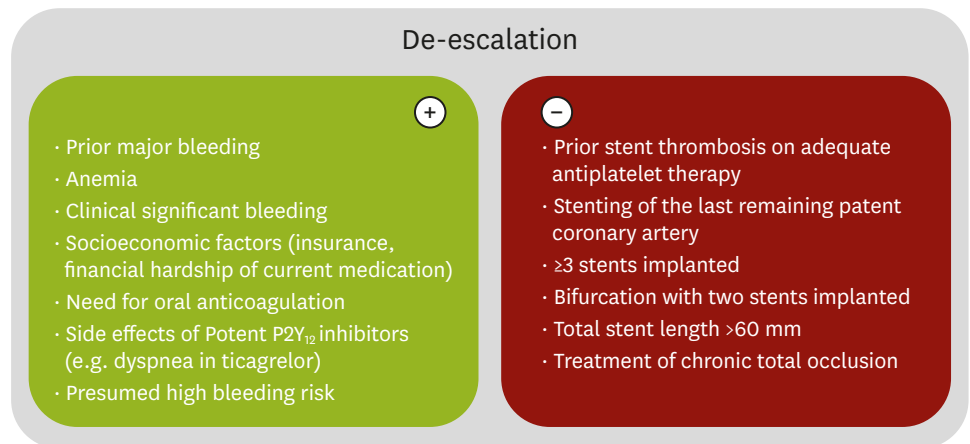 De-escalation
+
· Prior major bleeding
· Anemia
· Clinical significant bleeding
· Socioeconomic factors (insurance,
financial hardship of current medication)
· Need for oral anticoagulation
· Side effects of Potent P2Y₁₂ inhibitors
(e.g. dyspnea in ticagrelor)
· Presumed high bleeding risk
−
· Prior stent thrombosis on adequate
antiplatelet therapy
· Stenting of the last remaining patent
coronary artery
· ≥3 stents implanted
· Bifurcation with two stents implanted
· Total stent length >60 mm
· Treatment of chronic total occlusion